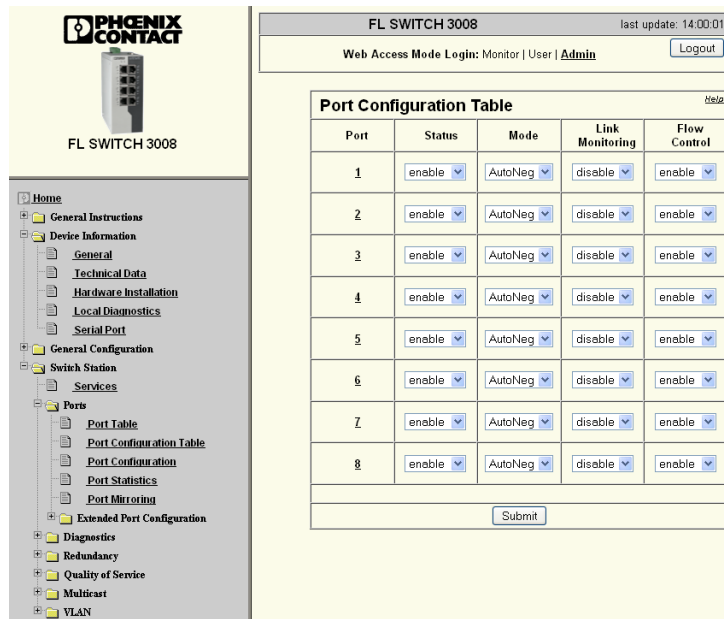 PHŒNIX
CONTACT
FL SWITCH 3008
Home
General Instructions
Device Information
General
Technical Data
Hardware Installation
Local Diagnostics
Serial Port
General Configuration
Switch Station
Services
Ports
Port Table
Port Configuration Table
Port Configuration
Port Statistics
Port Mirroring
Extended Port Configuration
Diagnostics
Redundancy
Quality of Service
Multicast
VLAN
FL SWITCH 3008 last update: 14:00:01
Web Access Mode Login: Monitor | User | Admin Logout
Port Configuration Table Help
Port Status Mode Link Monitoring Flow Control
1 enable AutoNeg disable enable
2 enable AutoNeg disable enable
3 enable AutoNeg disable enable
4 enable AutoNeg disable enable
5 enable AutoNeg disable enable
6 enable AutoNeg disable enable
7 enable AutoNeg disable enable
8 enable AutoNeg disable enable
Submit